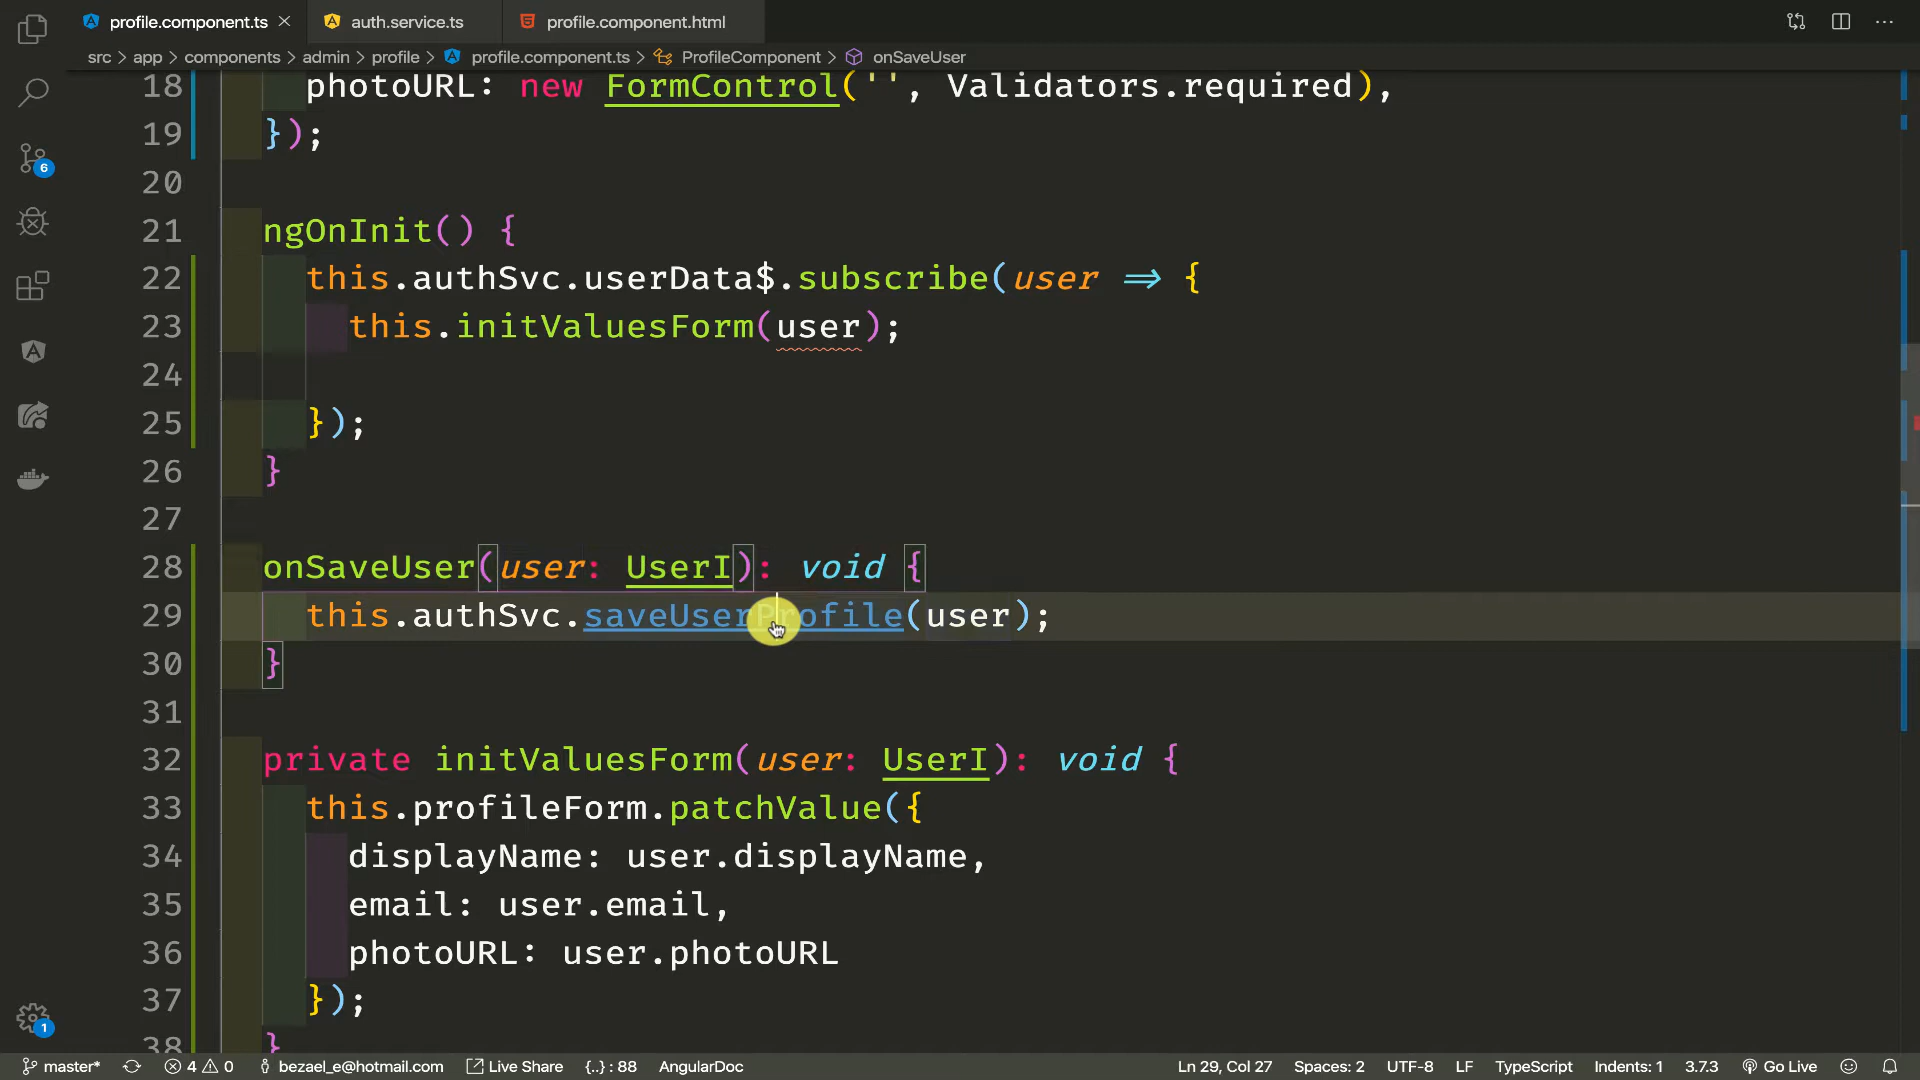 profile.component.ts
auth.service.ts
profile.component.html
src > app > components > admin > profile > profile.component.ts > ProfileComponent > onSaveUser
18 photoURL: new FormControl('', Validators.required),
19 });
20
21 ngOnInit() {
22 this.authSvc.userData$.subscribe(user => {
23 this.initValuesForm(user);
24
25 });
26 }
27
28 onSaveUser(user: UserI): void {
29 this.authSvc.saveUserProfile(user);
30 }
31
32 private initValuesForm(user: UserI): void {
33 this.profileForm.patchValue({
34 displayName: user.displayName,
35 email: user.email,
36 photoURL: user.photoURL
37 });
38 }
6
1
master* 4 0 bezael_e@hotmail.com Live Share {..} : 88 AngularDoc Ln 29, Col 27 Spaces: 2 UTF-8 LF TypeScript Indents: 1 3.7.3 Go Live